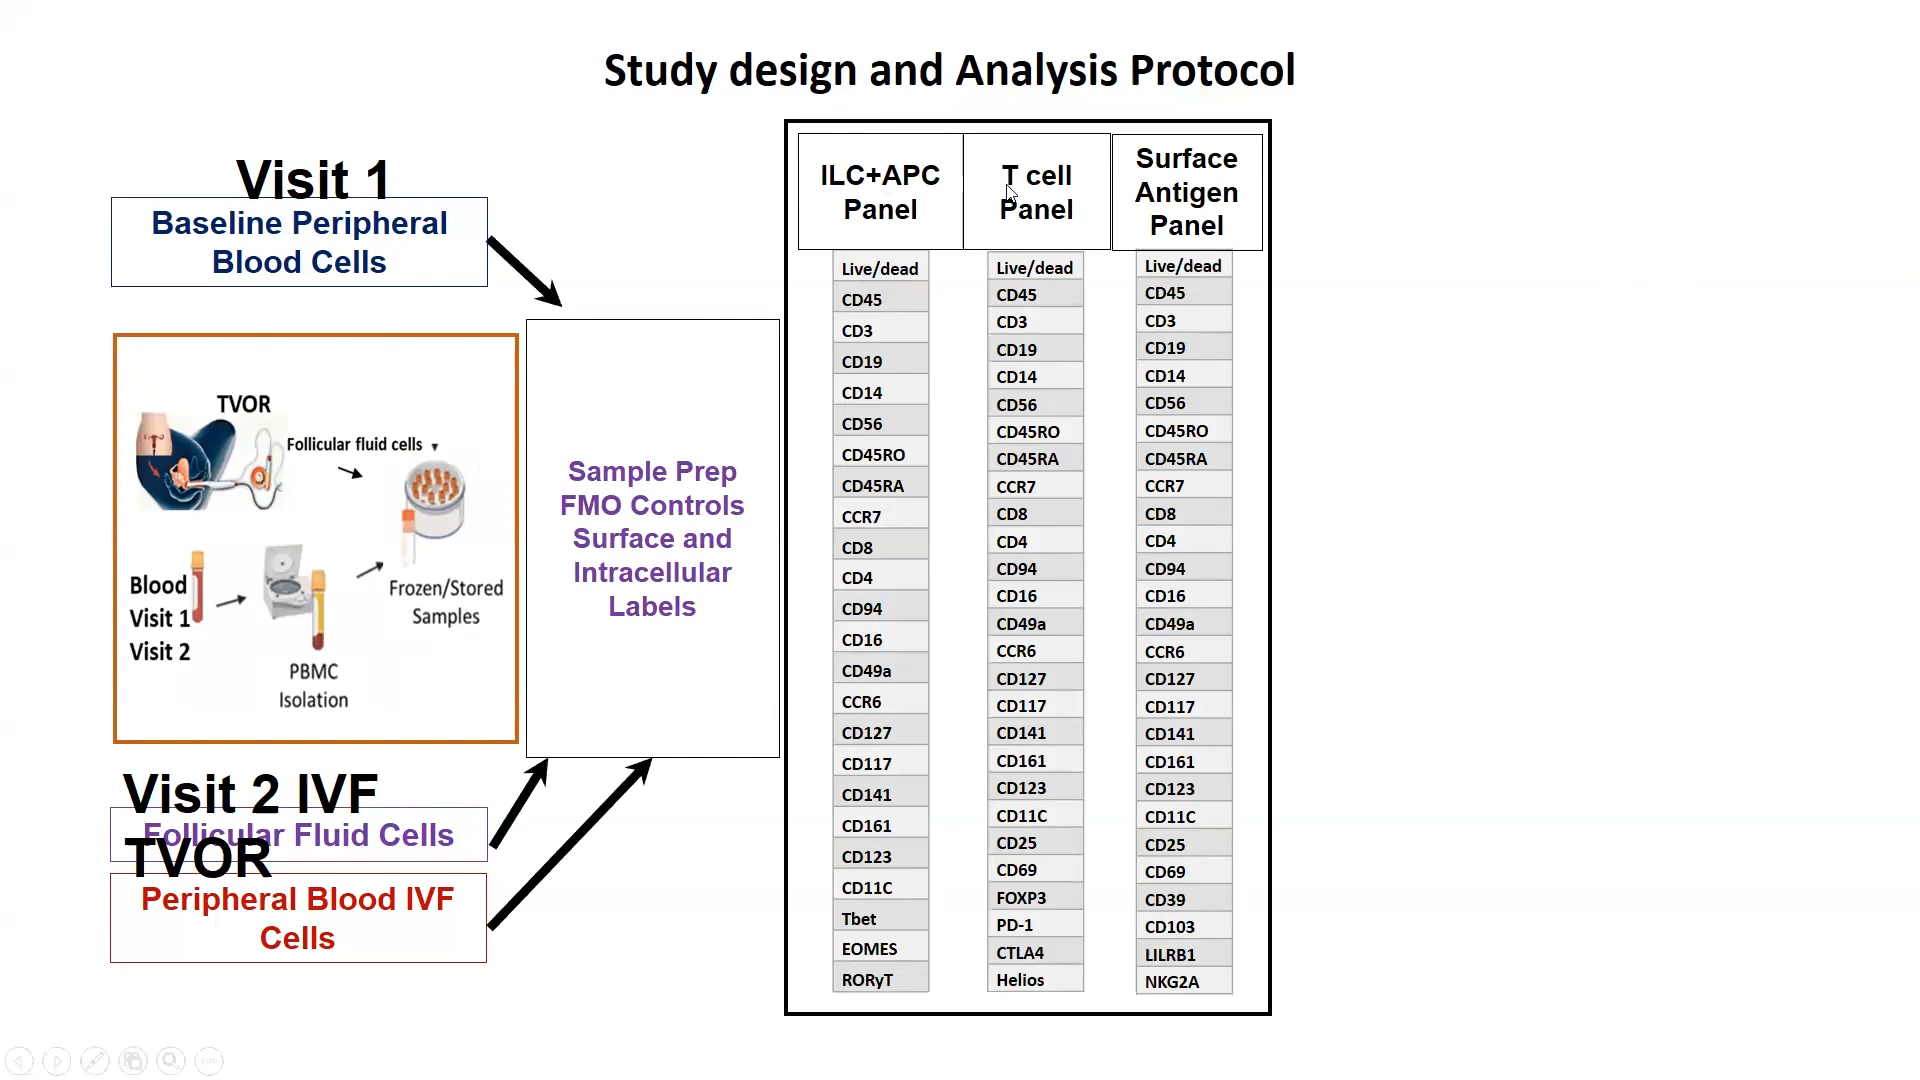 Study design and Analysis Protocol
Visit 1
Baseline Peripheral
Blood Cells
TVOR
Follicular fluid cells
Blood
Visit 1
Visit 2
PBMC
Isolation
Frozen/Stored
Samples
Visit 2 IVF
TVOR
Follicular Fluid Cells
Peripheral Blood IVF
Cells
Sample Prep
FMO Controls
Surface and
Intracellular
Labels
ILC+APC
Panel
Live/dead
CD45
CD3
CD19
CD14
CD56
CD45RO
CD45RA
CCR7
CD8
CD4
CD94
CD16
CD49a
CCR6
CD127
CD117
CD141
CD161
CD123
CD11C
Tbet
EOMES
RORyT
T cell
Panel
Live/dead
CD45
CD3
CD19
CD14
CD56
CD45RO
CD45RA
CCR7
CD8
CD4
CD94
CD16
CD49a
CCR6
CD127
CD117
CD141
CD161
CD123
CD11C
CD25
CD69
FOXP3
PD-1
CTLA4
Helios
Surface
Antigen
Panel
Live/dead
CD45
CD3
CD19
CD14
CD56
CD45RO
CD45RA
CCR7
CD8
CD4
CD94
CD16
CD49a
CCR6
CD127
CD117
CD141
CD161
CD123
CD11C
CD25
CD69
CD39
CD103
LILRB1
NKG2A